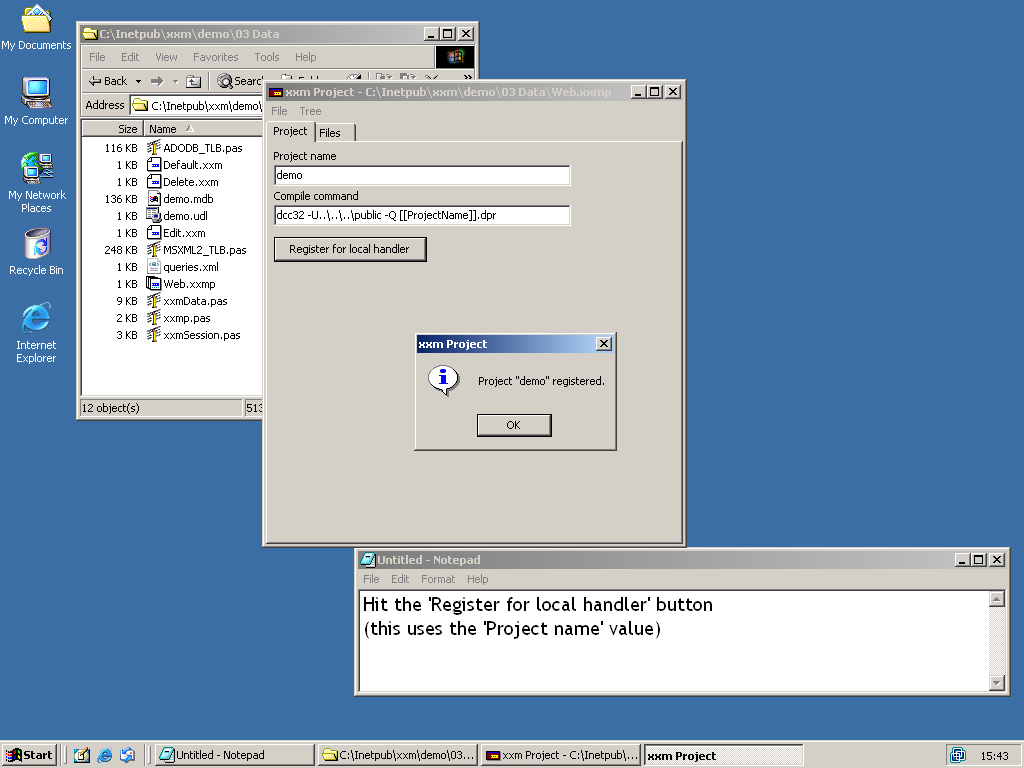 My Documents
My Computer
My Network
Places
Recycle Bin
Internet
Explorer
C:\Inetpub\xxm\demo\03 Data
File Edit View Favorites Tools Help
Back
Address C:\Inetpub\xxm\demo\
Size Name
116 KB ADODB_TLB.pas
1 KB Default.xxm
1 KB Delete.xxm
136 KB demo.mdb
1 KB demo.udl
1 KB Edit.xxm
248 KB MSXML2_TLB.pas
1 KB queries.xml
1 KB Web.xxmp
9 KB xxmData.pas
2 KB xxmp.pas
3 KB xxmSession.pas
12 object(s) 513
xxm Project - C:\Inetpub\xxm\demo\03 Data\Web.xxmp
File Tree
Project Files
Project name
demo
Compile command
dcc32 -U..\..\..\public -Q [[ProjectName]].dpr
Register for local handler
xxm Project
Project "demo" registered.
OK
Untitled - Notepad
File Edit Format Help
Hit the 'Register for local handler' button
(this uses the 'Project name' value)
Start
Untitled - Notepad
C:\Inetpub\xxm\demo\03...
xxm Project - C:\Inetpub\...
xxm Project
15:43